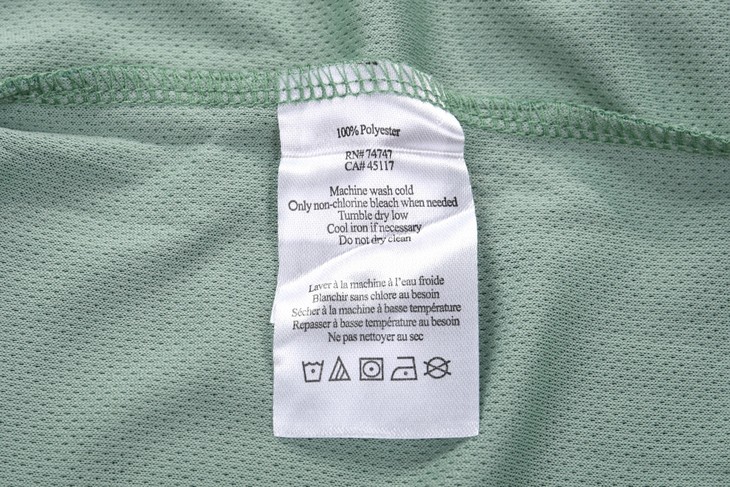 100% Polyester
RN# 74747
CA# 45117
Machine wash cold
Only non-chlorine bleach when needed
Tumble dry low
Cool iron if necessary
Do not dry clean
Laver à la machine à l'eau froide
Blanchir sans chlore au besoin
Sécher à la machine à basse température
Repasser à basse température au besoin
Ne pas nettoyer au sec